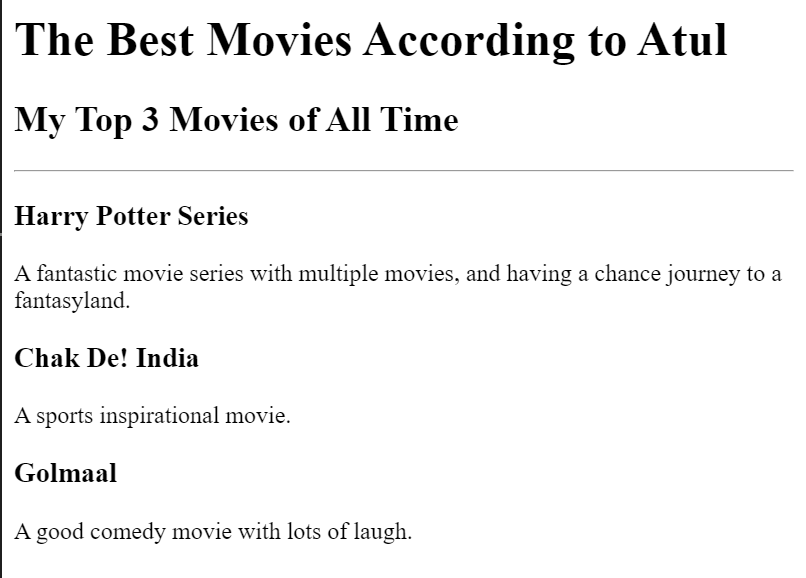 The Best Movies According to Atul
My Top 3 Movies of All Time
Harry Potter Series
A fantastic movie series with multiple movies, and having a chance journey to a
fantasyland.
Chak De! India
A sports inspirational movie.
Golmaal
A good comedy movie with lots of laugh.